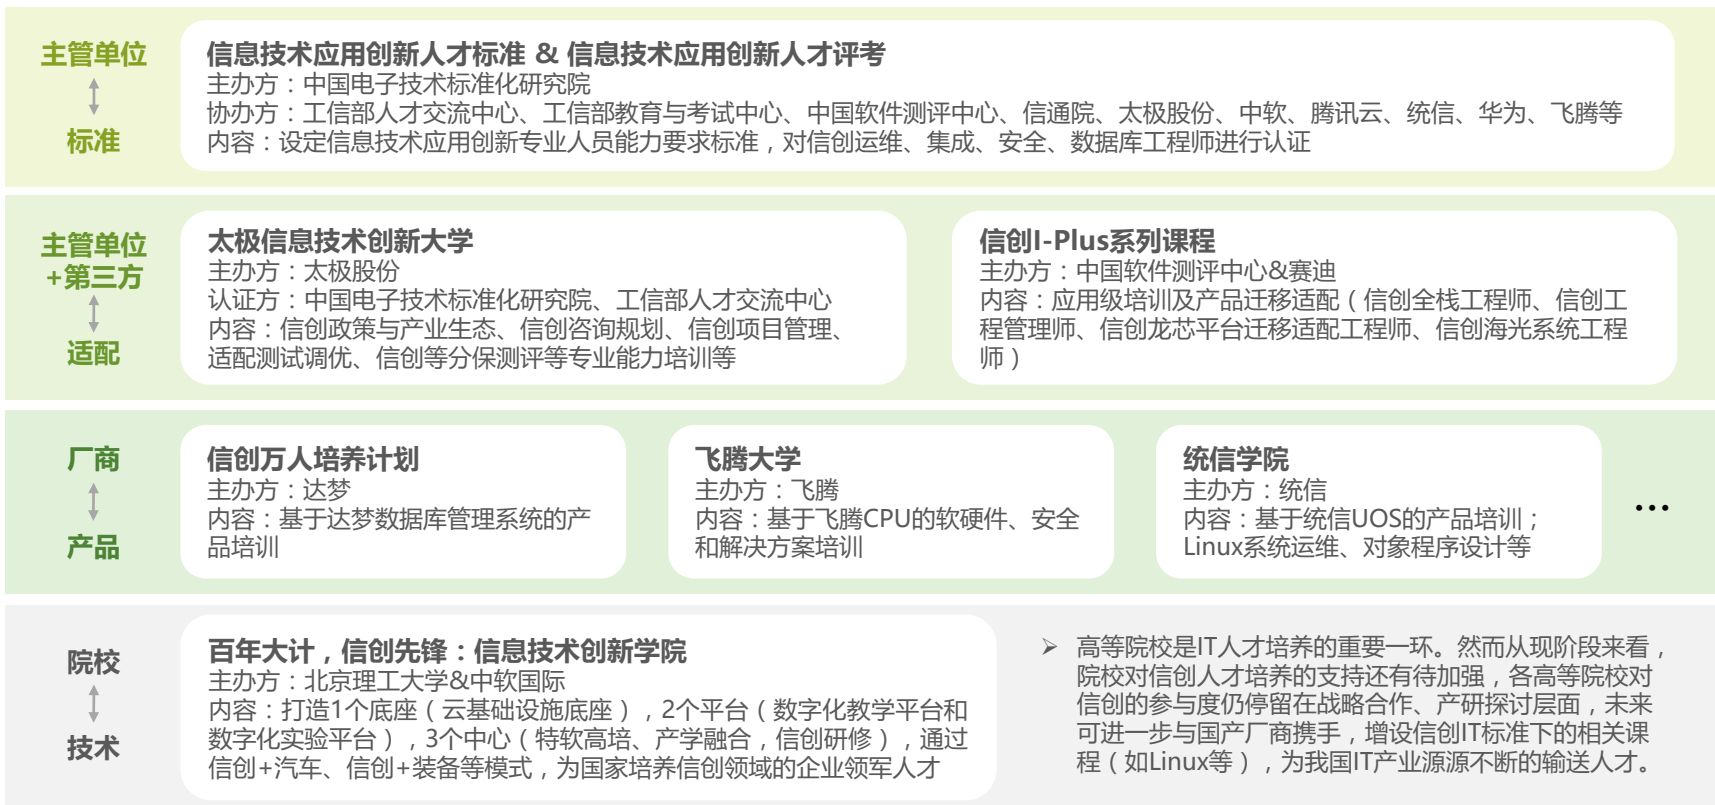 主管单位
标准
信息技术应用创新人才标准 & 信息技术应用创新人才评考
主办方：中国电子技术标准化研究院
协办方：工信部人才交流中心、工信部教育与考试中心、中国软件测评中心、信通院、太极股份、中软、腾讯云、统信、华为、飞腾等
内容：设定信息技术应用创新专业人员能力要求标准，对信创运维、集成、安全、数据库工程师进行认证
主管单位
+第三方
适配
太极信息技术创新大学
主办方：太极股份
认证方：中国电子技术标准化研究院、工信部人才交流中心
内容：信创政策与产业生态、信创咨询规划、信创项目管理、
适配测试调优、信创等分保测评等专业能力培训等
信创I-Plus系列课程
主办方：中国软件测评中心&赛迪
内容：应用级培训及产品迁移适配（信创全栈工程师、信创工
程管理师、信创龙芯平台迁移适配工程师、信创海光系统工程
师）
厂商
产品
信创万人培养计划
主办方：达梦
内容：基于达梦数据库管理系统的产
品培训
飞腾大学
主办方：飞腾
内容：基于飞腾CPU的软硬件、安全
和解决方案培训
统信学院
主办方：统信
内容：基于统信UOS的产品培训；
Linux系统运维、对象程序设计等
…
院校
技术
百年大计，信创先锋：信息技术创新学院
主办方：北京理工大学&中软国际
内容：打造1个底座（云基础设施底座），2个平台（数字化教学平台和
数字化实验平台），3个中心（特软高培、产学融合，信创研修），通过
信创+汽车、信创+装备等模式，为国家培养信创领域的企业领军人才
➢ 高等院校是IT人才培养的重要一环。然而从现阶段来看，
院校对信创人才培养的支持还有待加强，各高等院校对
信创的参与度仍停留在战略合作、产研探讨层面，未来
可进一步与国产厂商携手，增设信创IT标准下的相关课
程（如Linux等），为我国IT产业源源不断的输送人才。